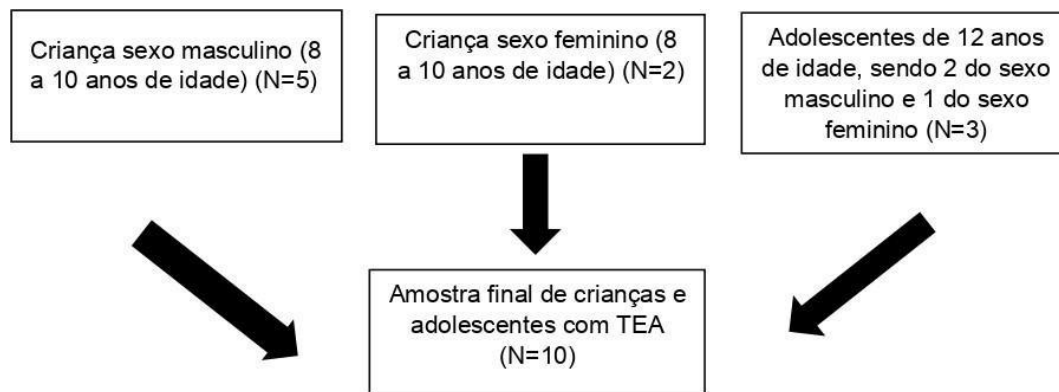 Criança sexo masculino (8
a 10 anos de idade) (N=5)
Criança sexo feminino (8
a 10 anos de idade) (N=2)
Adolescentes de 12 anos
de idade, sendo 2 do sexo
masculino e 1 do sexo
feminino (N=3)
Amostra final de crianças e
adolescentes com TEA
(N=10)